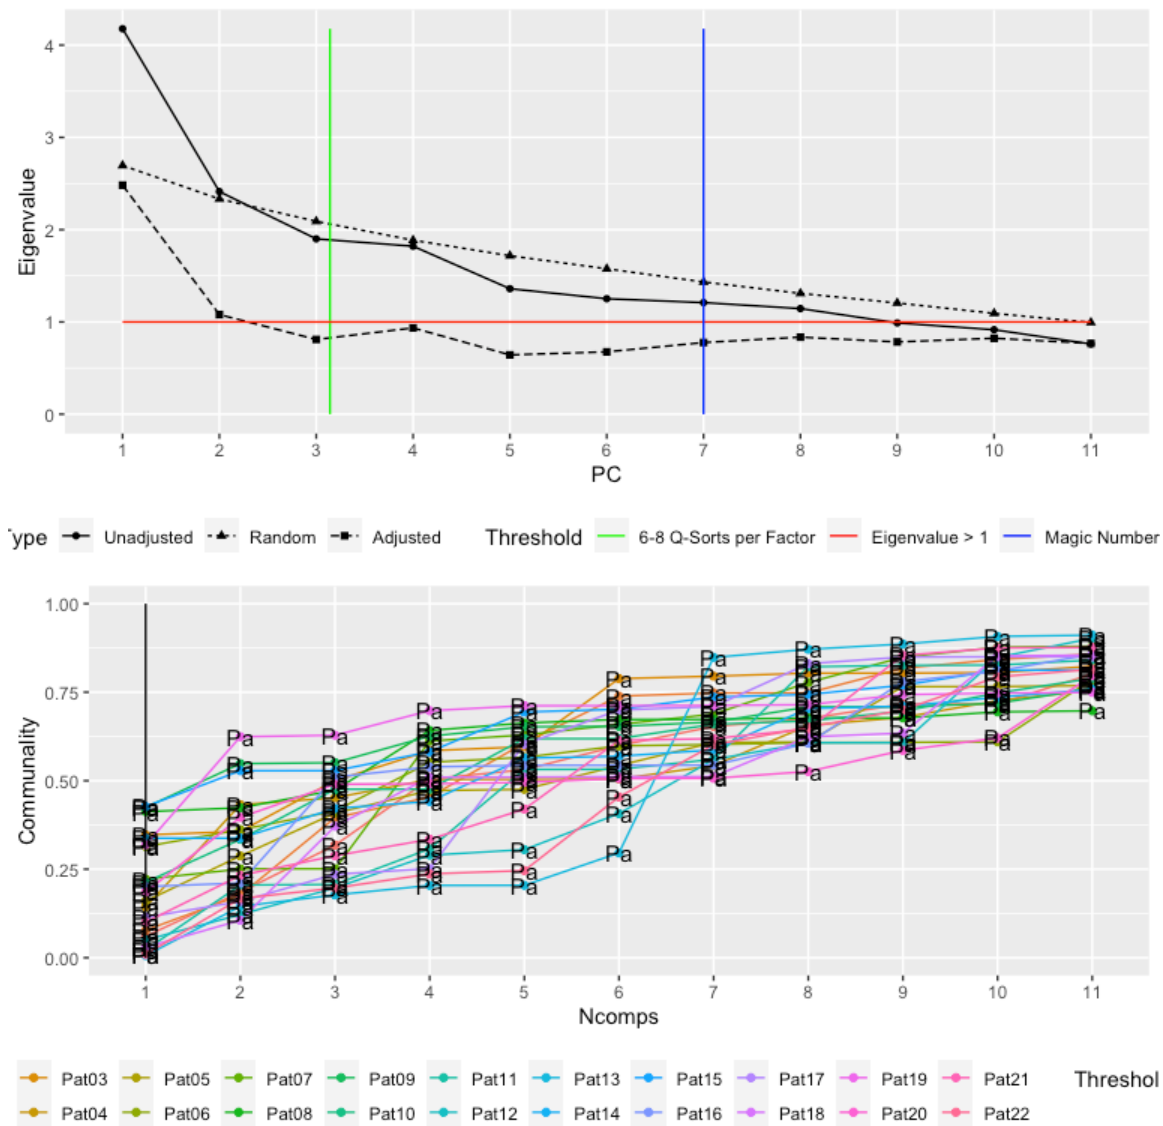 4
3
2
1
0
Eigenvalue
1 2 3 4 5 6 7 8 9 10 11
PC
Type Unadjusted Random Adjusted Threshold 6-8 Q-Sorts per Factor Eigenvalue > 1 Magic Number
1.00
0.75
0.50
0.25
0.00
Communality
1 2 3 4 5 6 7 8 9 10 11
Ncomps
Pat03 Pat05 Pat07 Pat09 Pat11 Pat13 Pat15 Pat17 Pat19 Pat21 Threshol
Pat04 Pat06 Pat08 Pat10 Pat12 Pat14 Pat16 Pat18 Pat20 Pat22